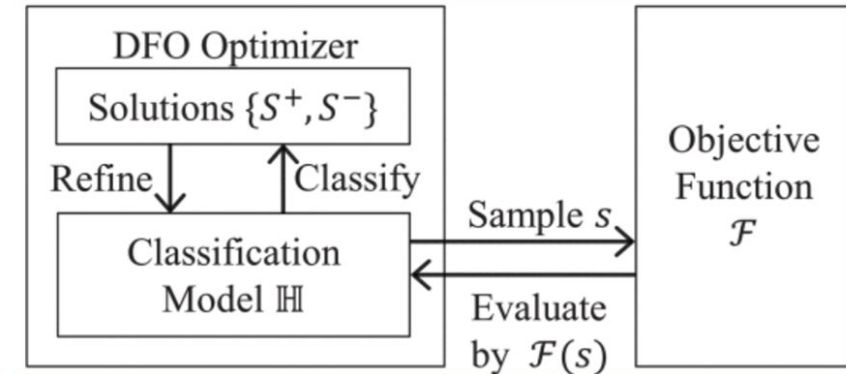 DFO Optimizer
Solutions {S⁺, S⁻}
Refine
Classify
Classification
Model ℍ
Sample s
Evaluate
by ℱ(s)
Objective
Function
ℱ